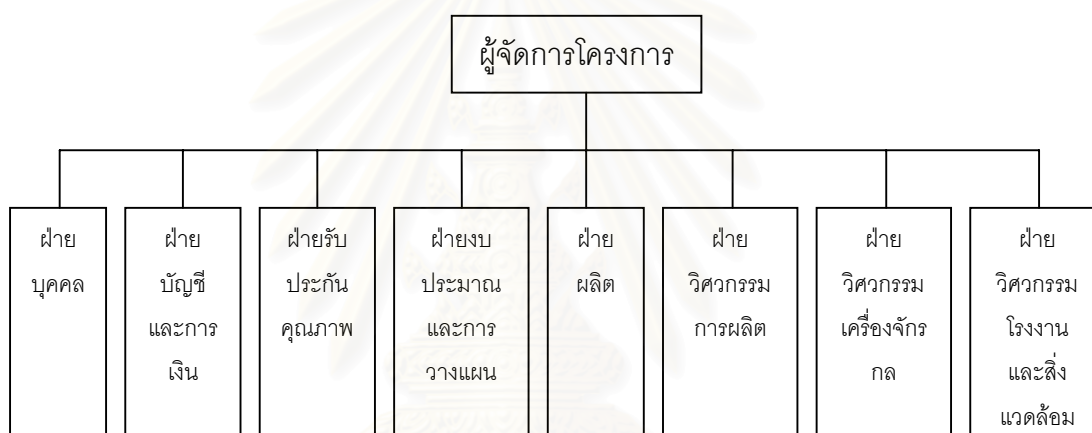 ผู้จัดการโครงการ
ฝ่าย
บุคคล
ฝ่าย
บัญชี
และการ
เงิน
ฝ่ายรับ
ประกัน
คุณภาพ
ฝ่ายงบ
ประมาณ
และการ
วางแผน
ฝ่าย
ผลิต
ฝ่าย
วิศวกรรม
การผลิต
ฝ่าย
วิศวกรรม
เครื่องจักร
กล
ฝ่าย
วิศวกรรม
โรงงาน
และสิ่ง
แวดล้อม